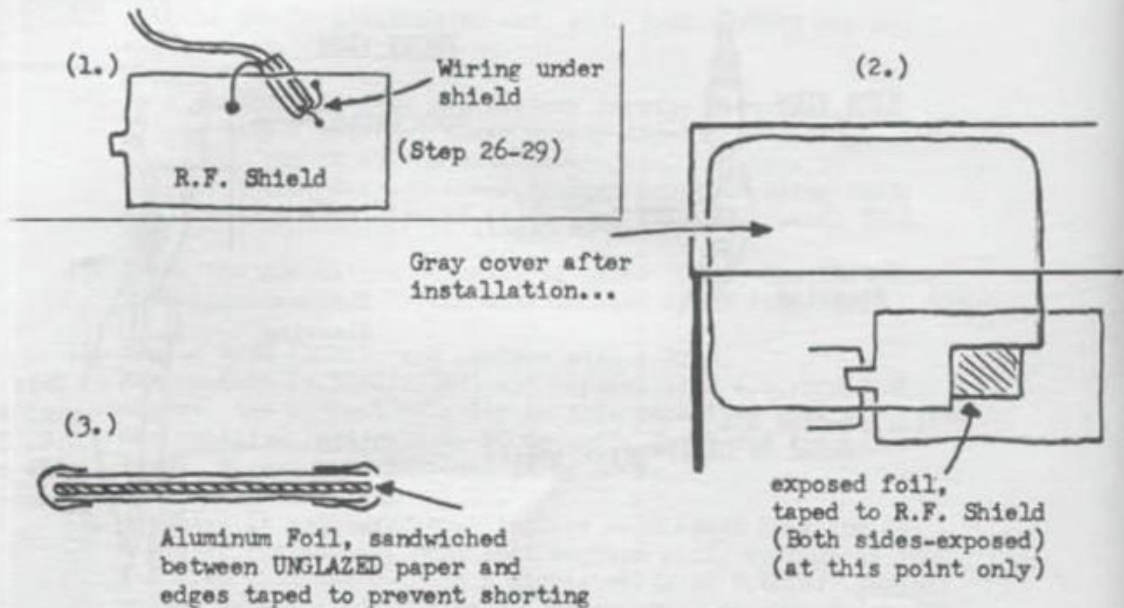 (1.)
Wiring under
shield
(Step 26-29)
R.F. Shield
(2.)
Gray cover after
installation...
exposed foil,
taped to R.F. Shield
(Both sides-exposed)
(at this point only)
(3.)
Aluminum Foil, sandwiched
between UNGLAZED paper and
edges taped to prevent shorting